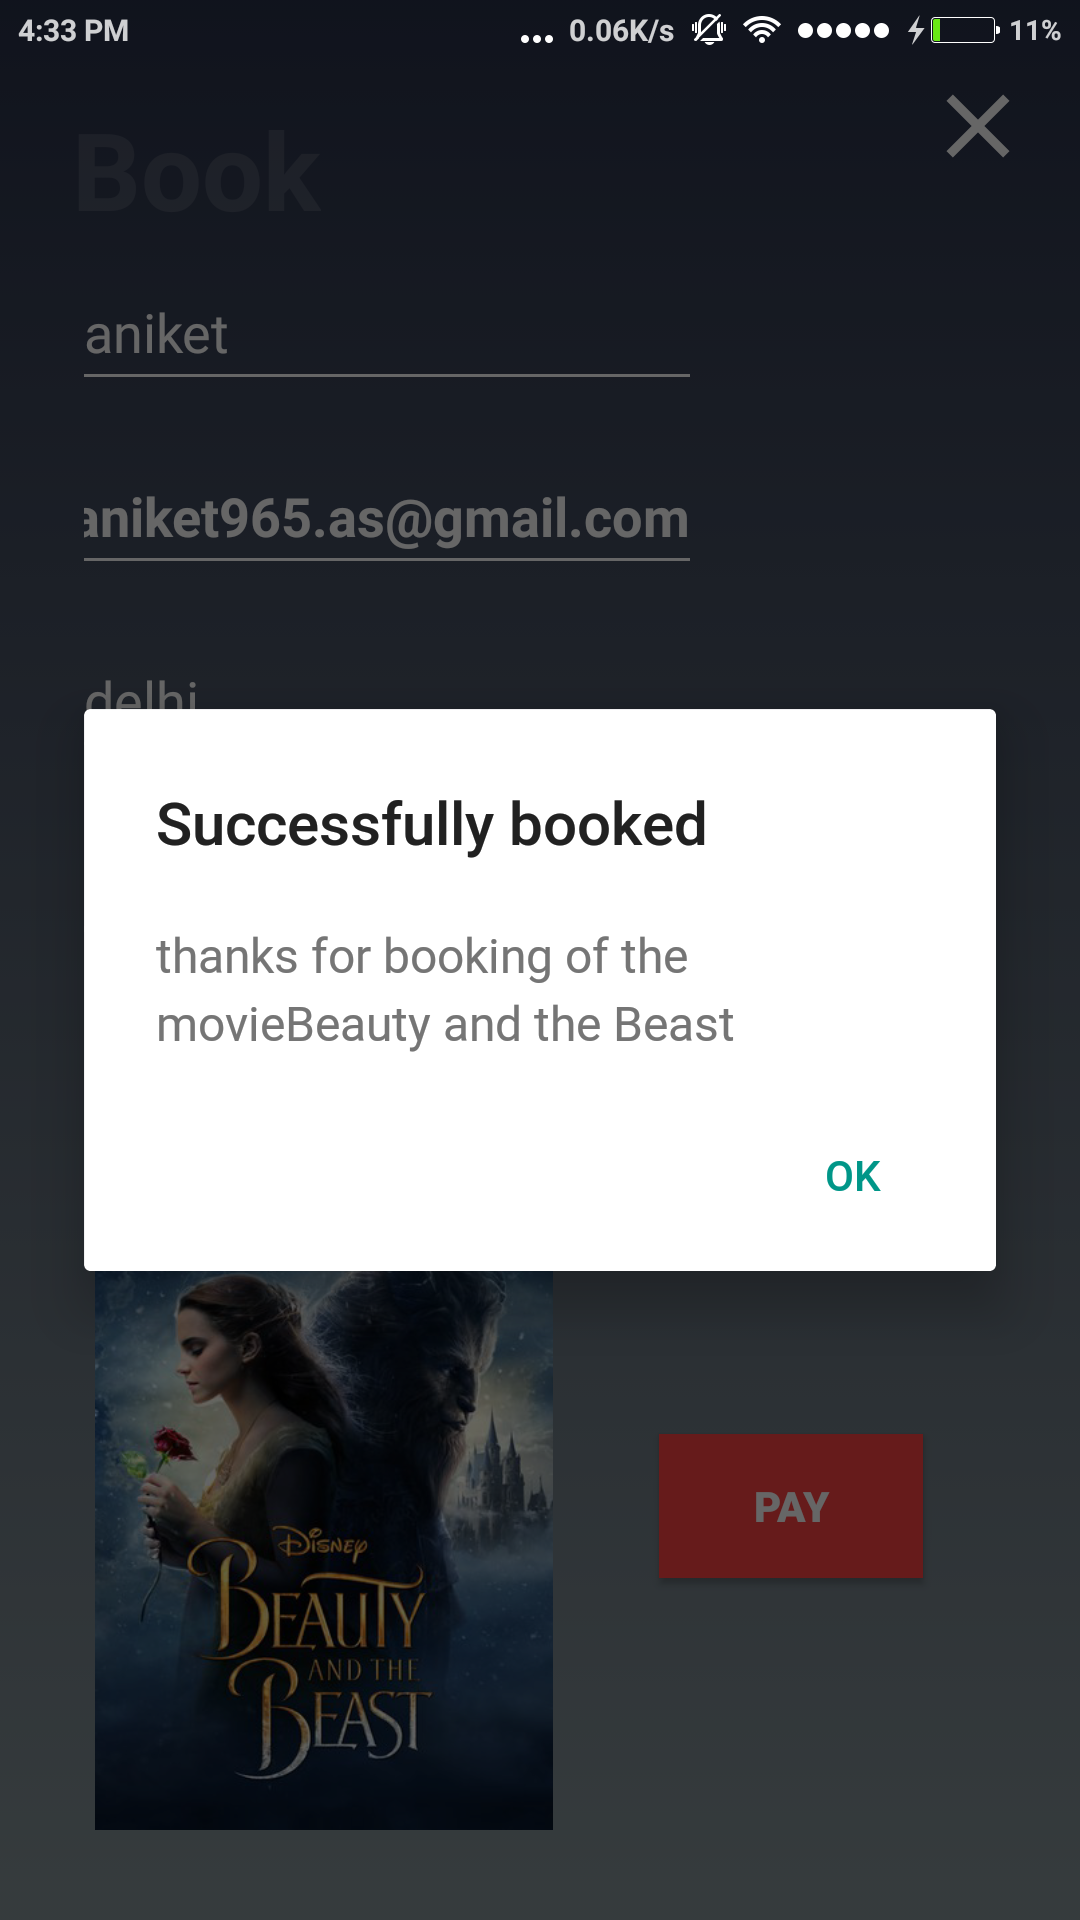 4:33 PM ... 0.06K/s 11%
Book
aniket
aniket965.as@gmail.com
delhi
Successfully booked
thanks for booking of the
movieBeauty and the Beast
OK
PAY
Disney
BEAUTY
AND THE
BEAST